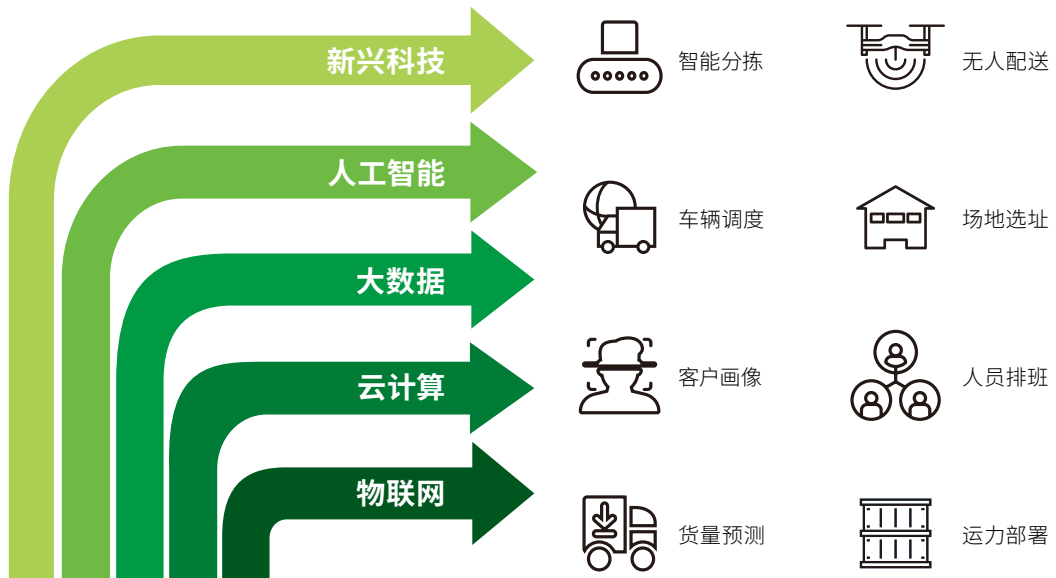 新兴科技
人工智能
大数据
云计算
物联网
智能分拣
无人配送
车辆调度
场地选址
客户画像
人员排班
货量预测
运力部署